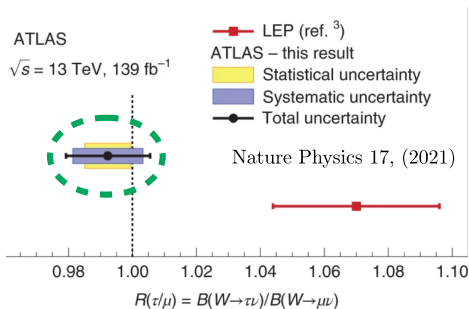 ATLAS
√s = 13 TeV, 139 fb⁻¹
LEP (ref. ³)
ATLAS – this result
Statistical uncertainty
Systematic uncertainty
Total uncertainty
Nature Physics 17, (2021)
0.98 1.00 1.02 1.04 1.06 1.08 1.10
R(τ/μ) = B(W→τν)/B(W→μν)